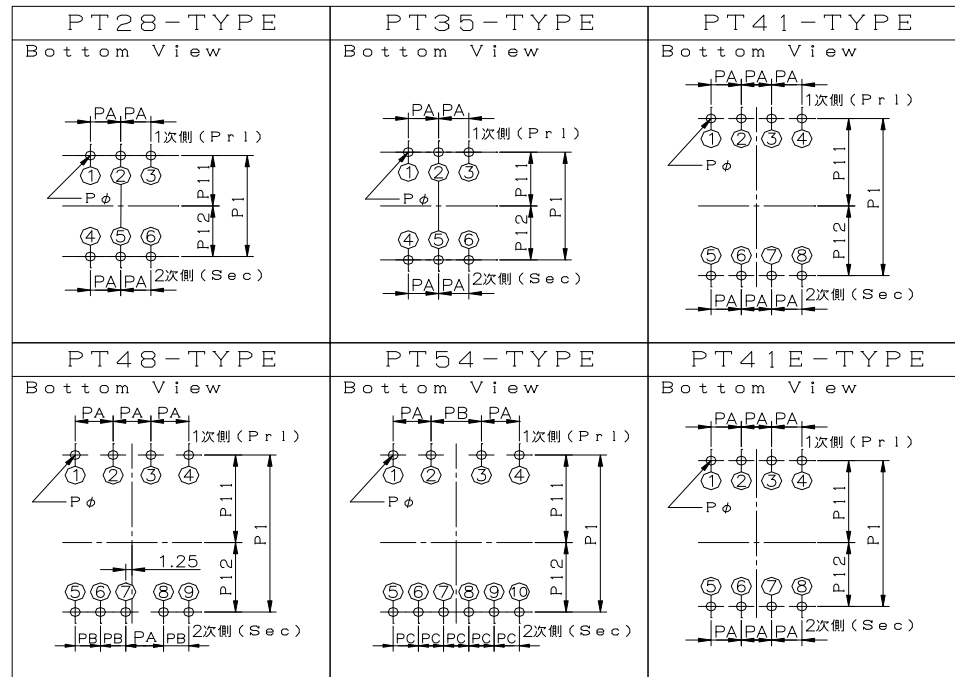 PT28-TYPE
Bottom View
PA PA
1次側(Prl)
① ② ③
Pφ
P11
P12
P1
④ ⑤ ⑥
2次側(Sec)
PA PA
PT35-TYPE
Bottom View
PA PA
1次側(Prl)
① ② ③
Pφ
P11
P12
P1
④ ⑤ ⑥
2次側(Sec)
PA PA
PT41-TYPE
Bottom View
PA PA PA
1次側(Prl)
① ② ③ ④
Pφ
P11
P12
P1
⑤ ⑥ ⑦ ⑧
2次側(Sec)
PA PA PA
PT48-TYPE
Bottom View
PA PA PA
1次側(Prl)
① ② ③ ④
Pφ
P11
P12
P1
1.25
⑤ ⑥ ⑦ ⑧ ⑨
2次側(Sec)
PB PB PA PB
PT54-TYPE
Bottom View
PA PB PA
1次側(Prl)
① ② ③ ④
Pφ
P11
P12
P1
⑤ ⑥ ⑦ ⑧ ⑨ ⑩
2次側(Sec)
PC PC PC PC PC
PT41E-TYPE
Bottom View
PA PA PA
1次側(Prl)
① ② ③ ④
Pφ
P11
P12
P1
⑤ ⑥ ⑦ ⑧
2次側(Sec)
PA PA PA